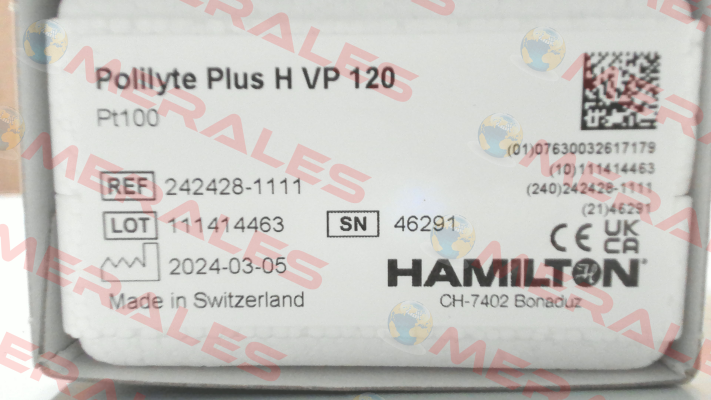 Polilyte Plus H VP 120
Pt100
(01)07630032617179
(10)111414463
(240)242428-1111
(21)46291
REF 242428-1111
LOT 111414463 SN 46291
2024-03-05
CE UK CA
Made in Switzerland
HAMILTON
CH-7402 Bonaduz
MERALES
MERALES
MERALES
MERALES
MERALES